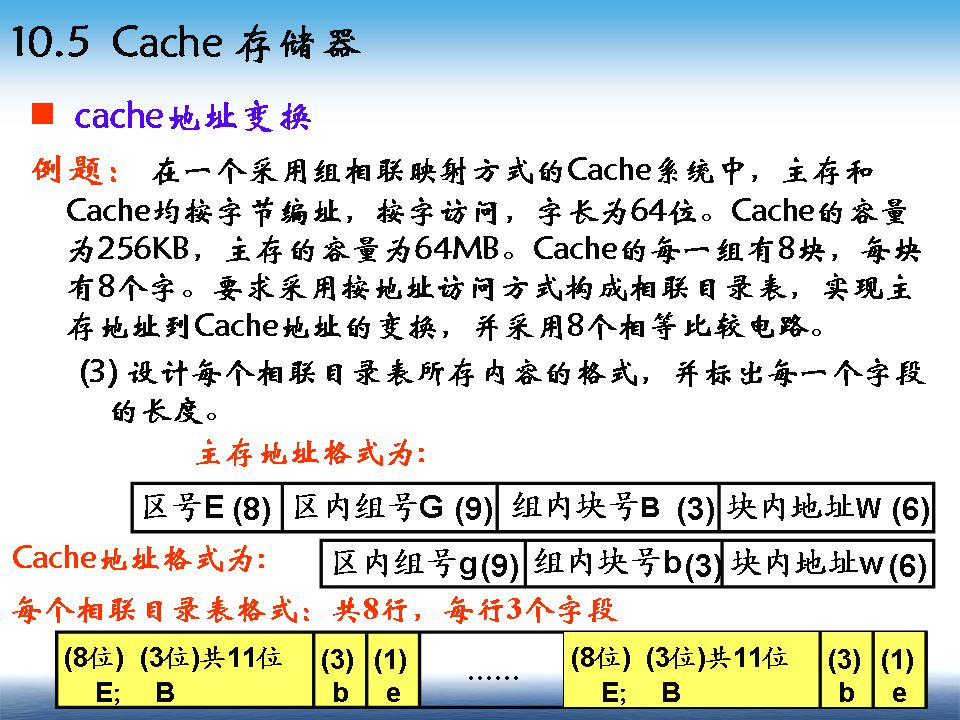 10.5 Cache 存储器
■ cache地址变换
例题： 在一个采用组相联映射方式的Cache系统中，主存和
Cache均按字节编址，按字访问，字长为64位。Cache的容量
为256KB，主存的容量为64MB。Cache的每一组有8块，每块
有8个字。要求采用按地址访问方式构成相联目录表，实现主
存地址到Cache地址的变换，并采用8个相等比较电路。
(3) 设计每个相联目录表所存内容的格式，并标出每一个字段
的长度。
主存地址格式为:
区号E (8) 区内组号G (9) 组内块号B (3) 块内地址W (6)
Cache地址格式为:
区内组号g(9) 组内块号b(3) 块内地址w(6)
每个相联目录表格式：共8行，每行3个字段
(8位) (3位)共11位 (3) (1) (8位) (3位)共11位 (3) (1)
E; B b e …… E; B b e